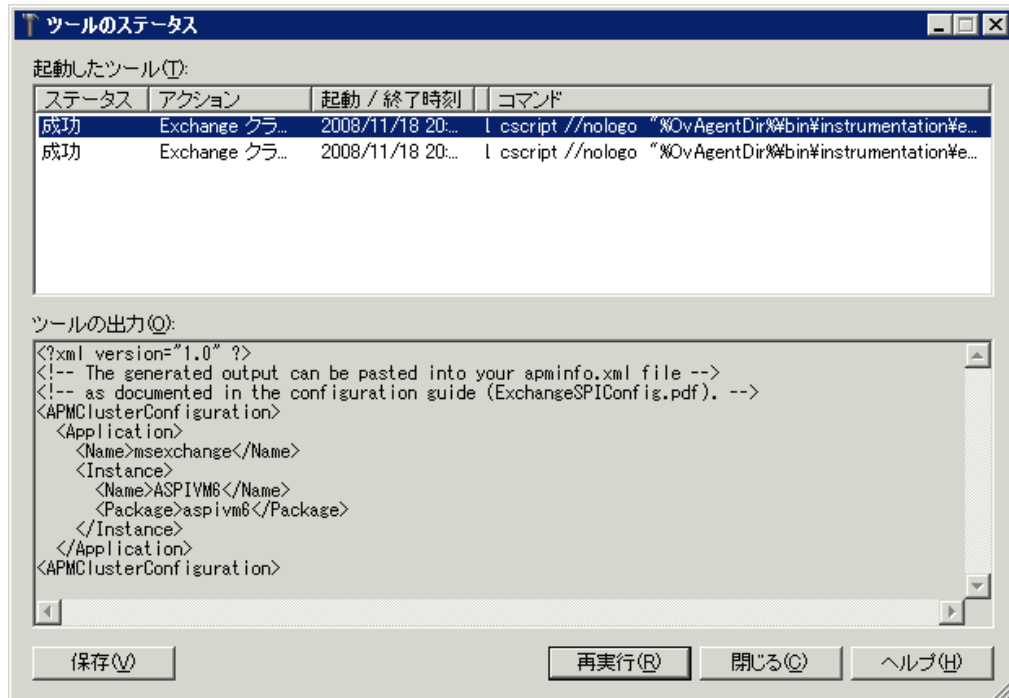 ツールのステータス
起動したツール(T):
ステータス アクション 起動 / 終了時刻 コマンド
成功 Exchange クラ... 2008/11/18 20:... l cscript //nologo "%OvAgentDir%¥bin¥instrumentation¥e...
成功 Exchange クラ... 2008/11/18 20:... l cscript //nologo "%OvAgentDir%¥bin¥instrumentation¥e...
ツールの出力(O):
<?xml version="1.0" ?>
<!-- The generated output can be pasted into your apminfo.xml file -->
<!-- as documented in the configuration guide (ExchangeSPIConfig.pdf). -->
<APMClusterConfiguration>
<Application>
<Name>msexchange</Name>
<Instance>
<Name>ASPIVM6</Name>
<Package>aspivm6</Package>
</Instance>
</Application>
<APMClusterConfiguration>
保存(V) 再実行(R) 閉じる(C) ヘルプ(H)